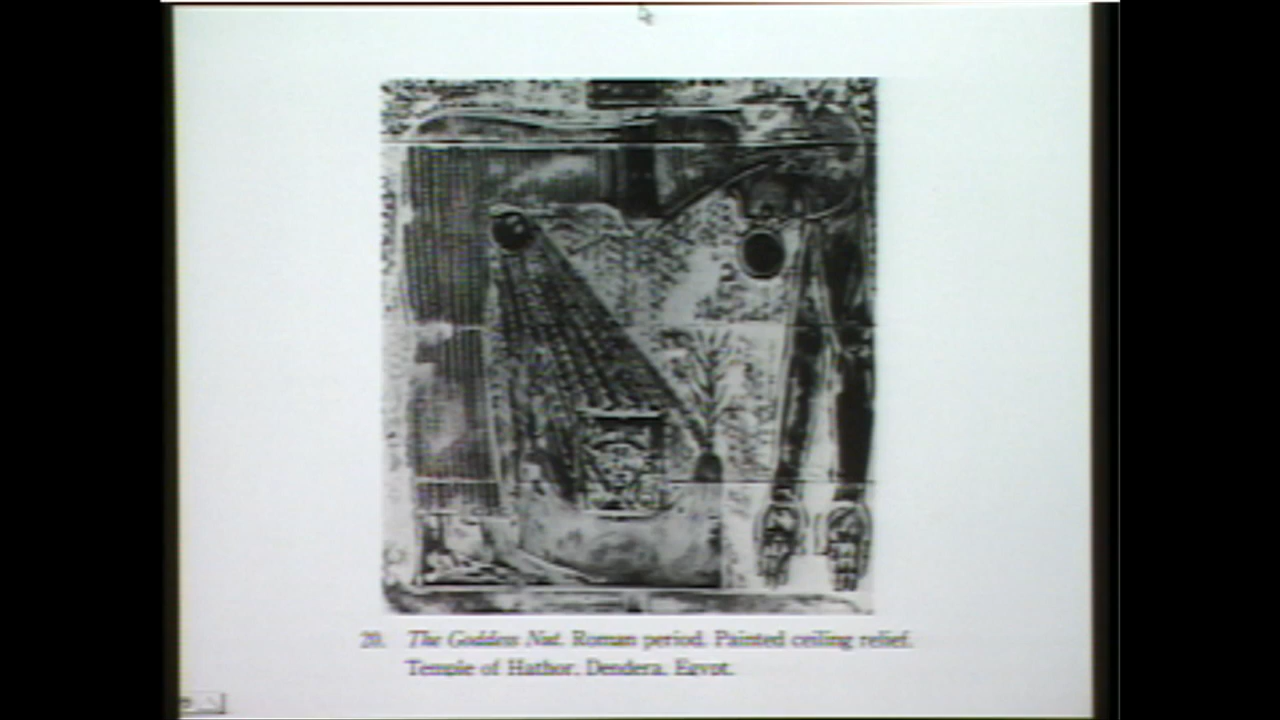 20. The Goddess Nut. Roman period. Painted ceiling relief.
Temple of Hathor, Dendera, Egypt.